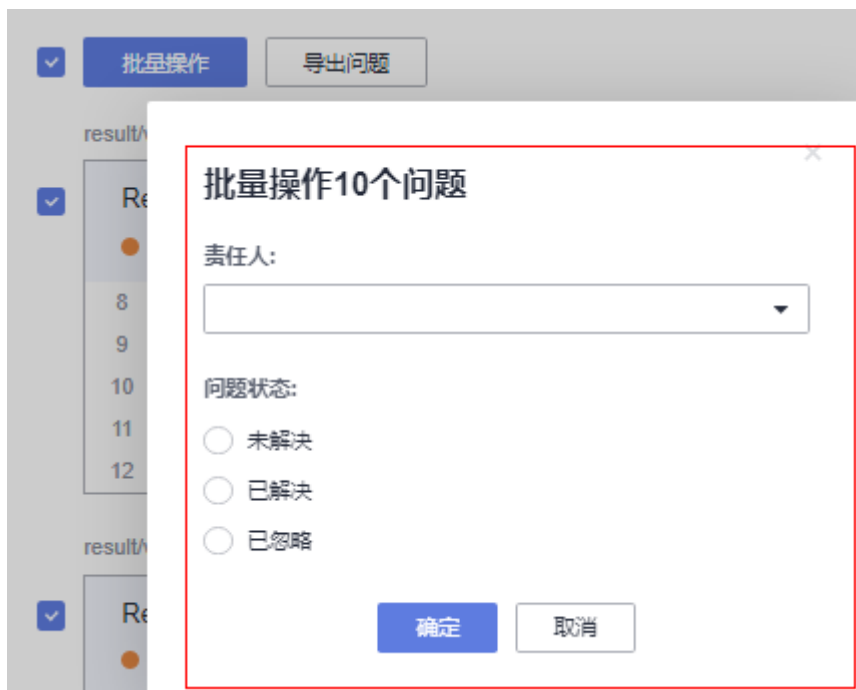 批量操作
导出问题
result/v
Re
8
9
10
11
12
result/v
Re
批量操作10个问题
责任人:
问题状态:
未解决
已解决
已忽略
确定
取消